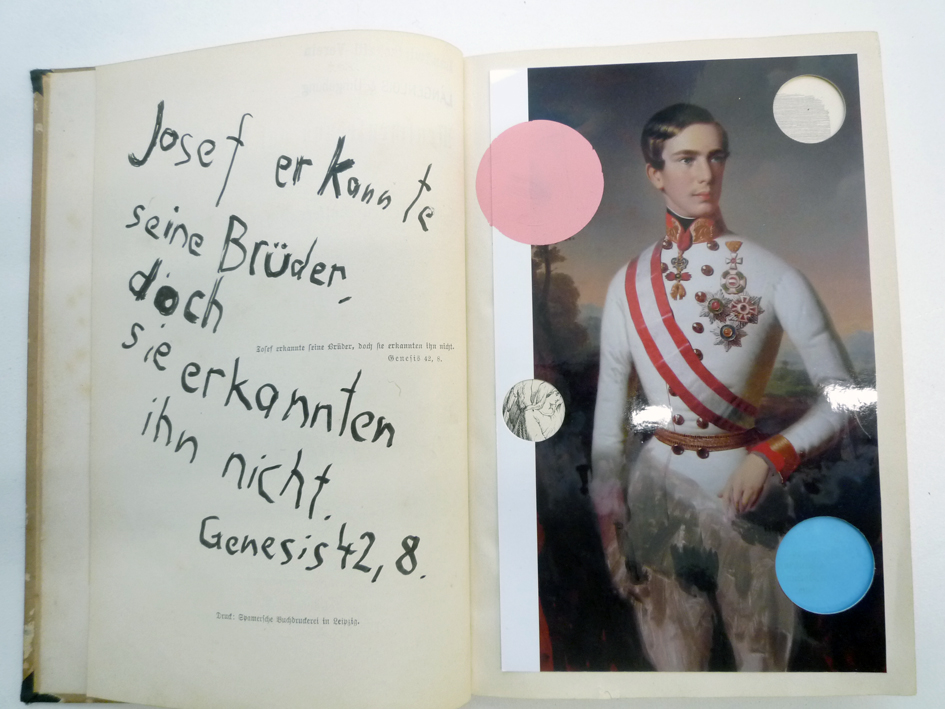 Josef erkannte
seine Brüder,
doch
sie erkannten
ihn nicht.
Genesis 42, 8.
Josef erkannte seine Brüder, doch sie erkannten ihn nicht.
Genesis 42, 8.
Druck: Spamersche Buchdruckerei in Leipzig.